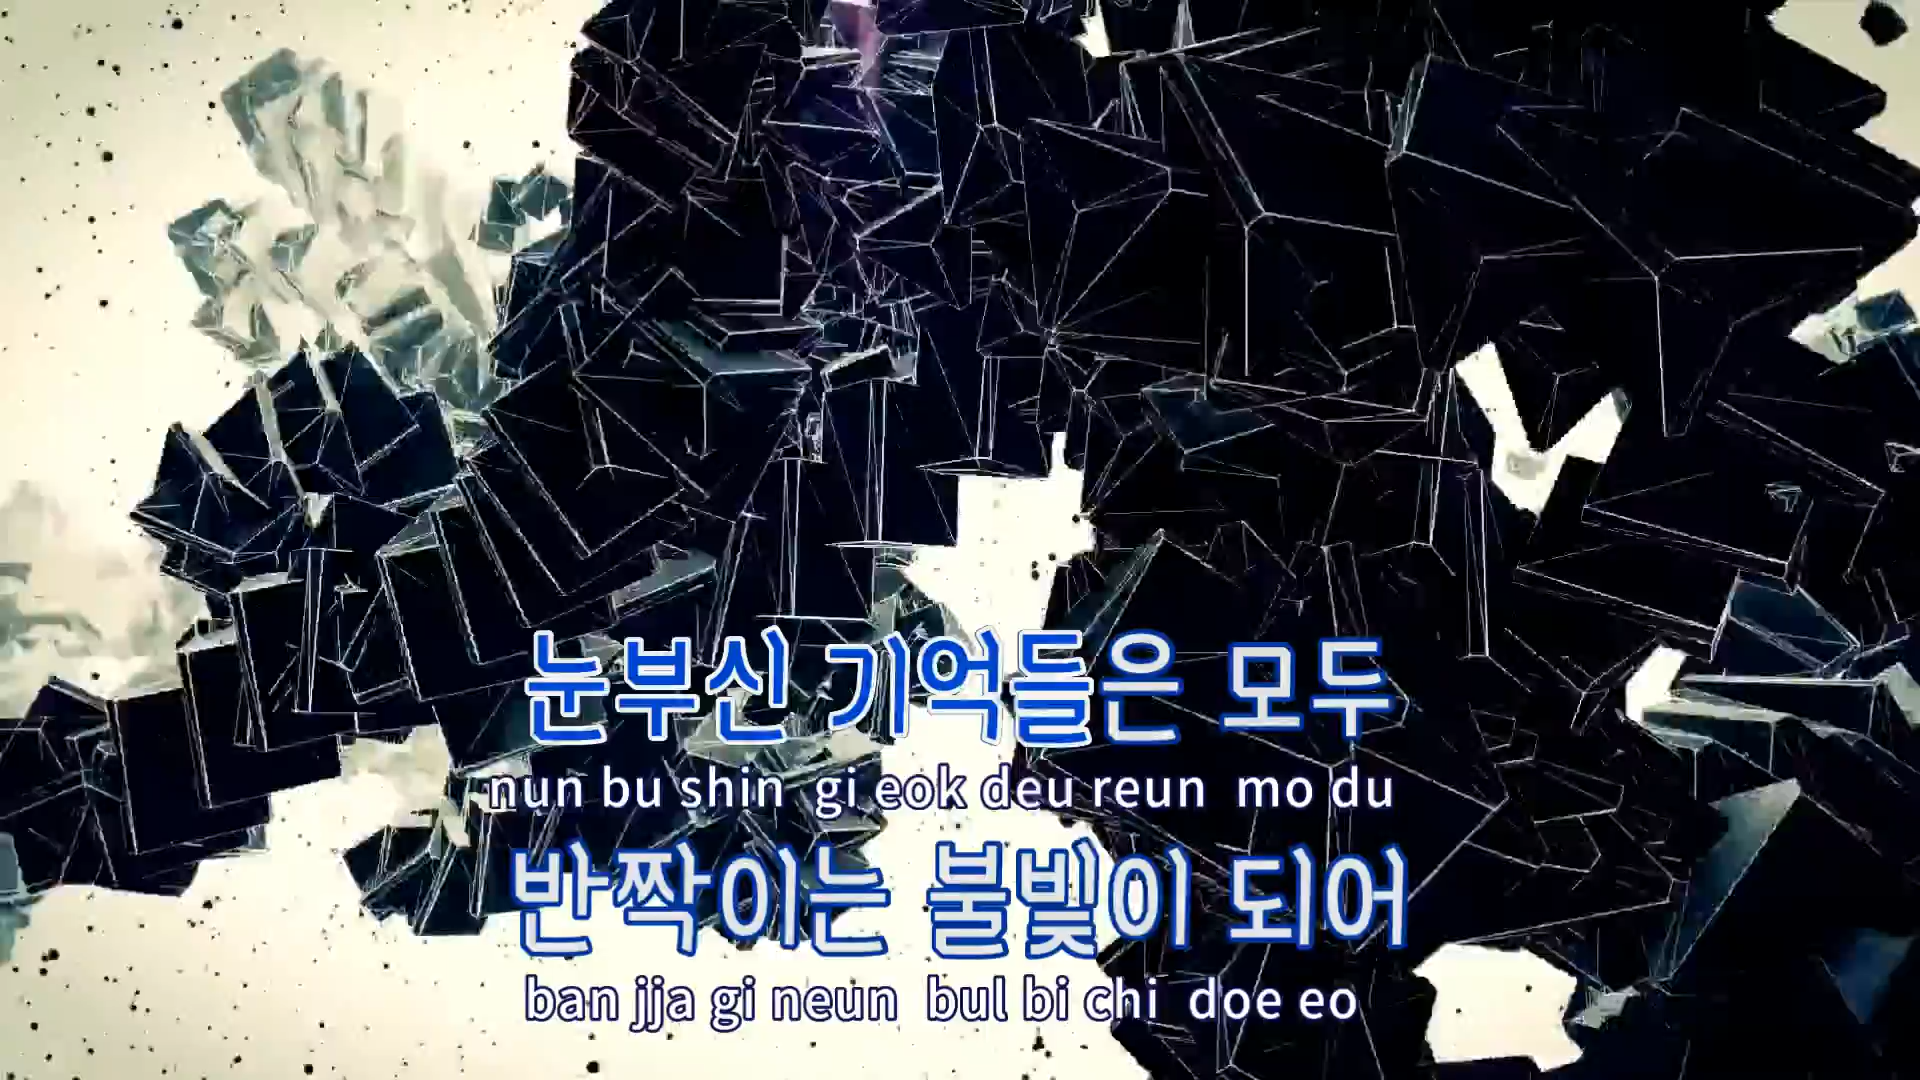 눈부신 기억들은 모두
nun bu shin gi eok deu reun mo du
반짝이는 불빛이 되어
ban jja gi neun bul bi chi doe eo